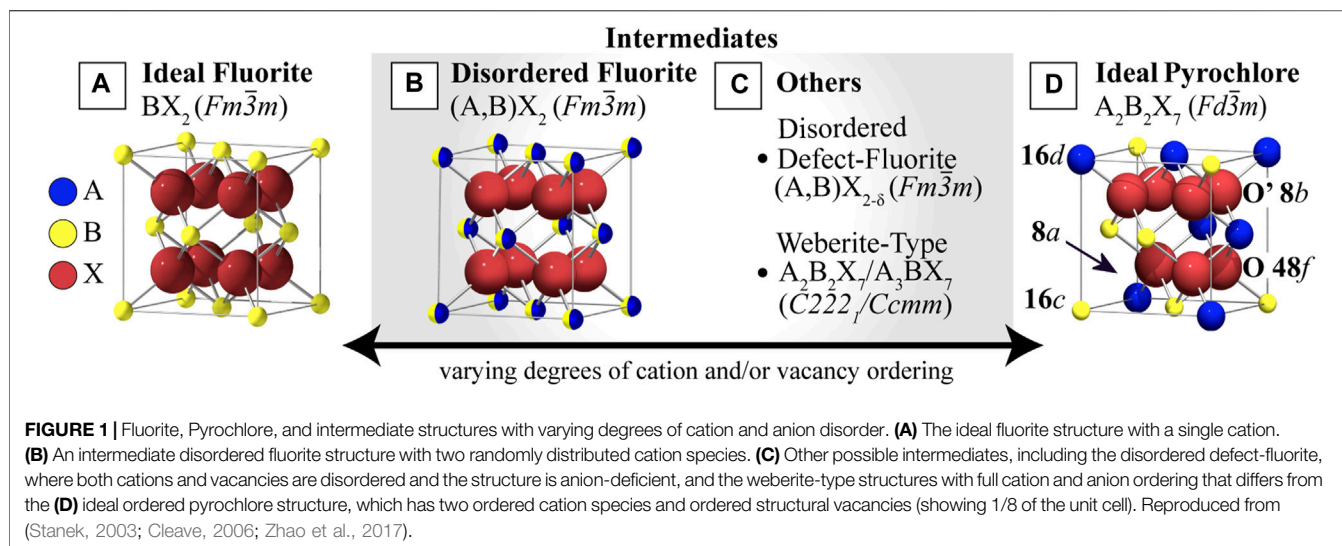 Intermediates
A Ideal Fluorite
BX₂ (Fm3̅m)
A
B
X
B Disordered Fluorite
(A,B)X₂ (Fm3̅m)
C Others
Disordered
• Defect-Fluorite
(A,B)X₂₋δ (Fm3̅m)
Weberite-Type
• A₂B₂X₇/A₃BX₇
(C222₁/Ccmm)
D Ideal Pyrochlore
A₂B₂X₇ (Fd3̅m)
16d
O' 8b
8a
O 48f
16c
varying degrees of cation and/or vacancy ordering
FIGURE 1 | Fluorite, Pyrochlore, and intermediate structures with varying degrees of cation and anion disorder. (A) The ideal fluorite structure with a single cation.
(B) An intermediate disordered fluorite structure with two randomly distributed cation species. (C) Other possible intermediates, including the disordered defect-fluorite,
where both cations and vacancies are disordered and the structure is anion-deficient, and the weberite-type structures with full cation and anion ordering that differs from
the (D) ideal ordered pyrochlore structure, which has two ordered cation species and ordered structural vacancies (showing 1/8 of the unit cell). Reproduced from
(Stanek, 2003; Cleave, 2006; Zhao et al., 2017).